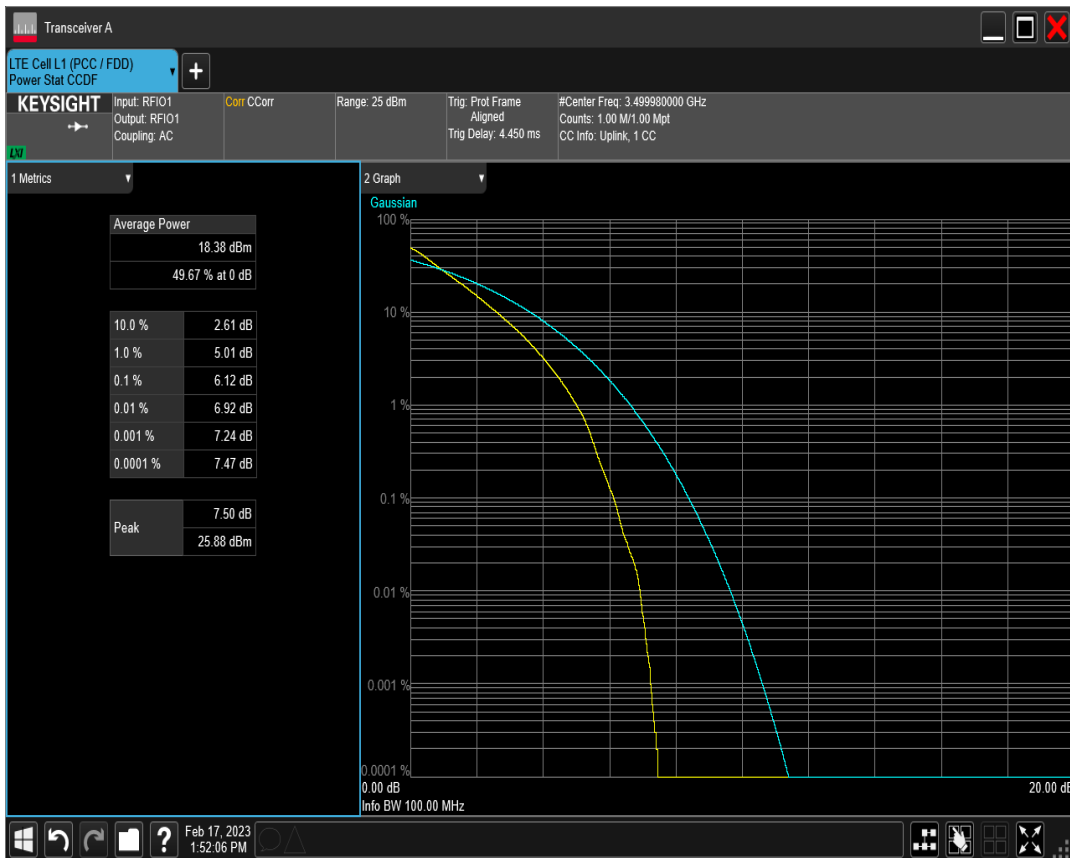 Transceiver A
LTE Cell L1 (PCC / FDD)
Power Stat CCDF
KEYSIGHT
LXI
Input: RFIO1
Output: RFIO1
Coupling: AC
Corr CCorr
Range: 25 dBm
Trig: Prot Frame
Aligned
Trig Delay: 4.450 ms
#Center Freq: 3.499980000 GHz
Counts: 1.00 M/1.00 Mpt
CC Info: Uplink, 1 CC
1 Metrics
Average Power
18.38 dBm
49.67 % at 0 dB
10.0 % 2.61 dB
1.0 % 5.01 dB
0.1 % 6.12 dB
0.01 % 6.92 dB
0.001 % 7.24 dB
0.0001 % 7.47 dB
Peak
7.50 dB
25.88 dBm
2 Graph
Gaussian
100 %
10 %
1 %
0.1 %
0.01 %
0.001 %
0.0001 %
0.00 dB
20.00 dB
Info BW 100.00 MHz
?
Feb 17, 2023
1:52:06 PM